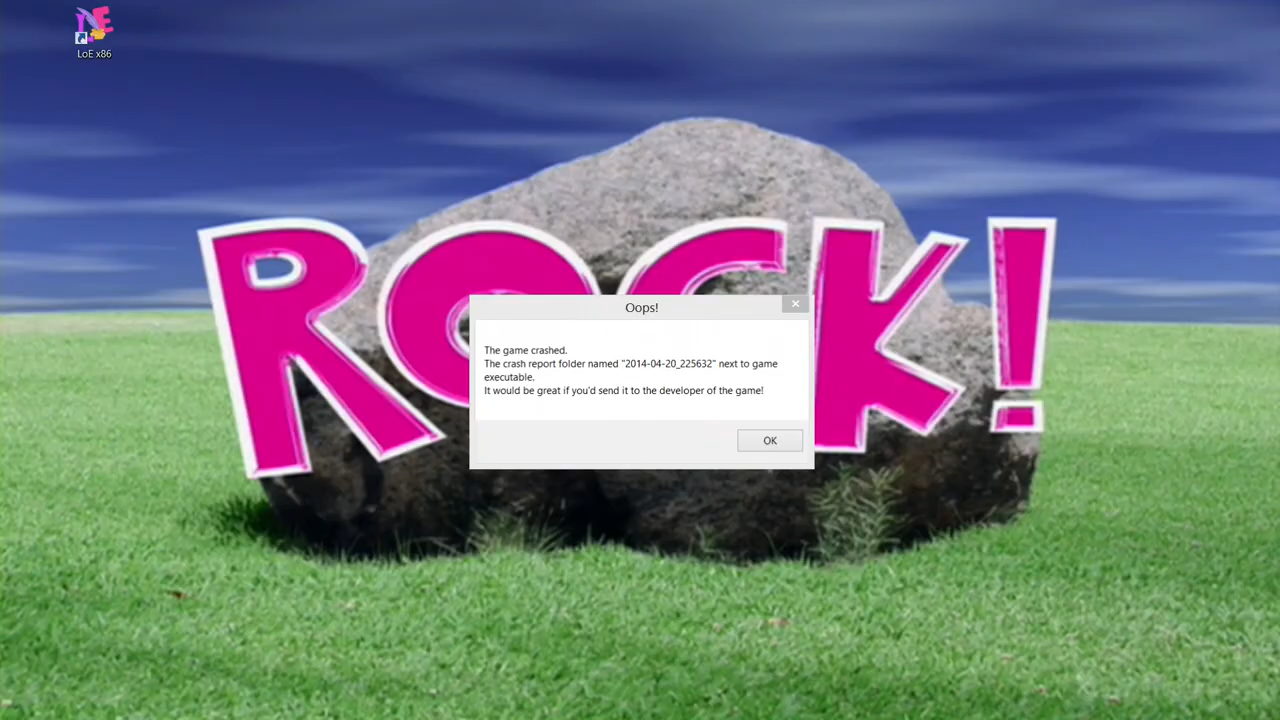 LoE x86
ROCK!
Oops!
The game crashed.
The crash report folder named "2014-04-20_225632" next to game
executable.
It would be great if you'd send it to the developer of the game!
OK